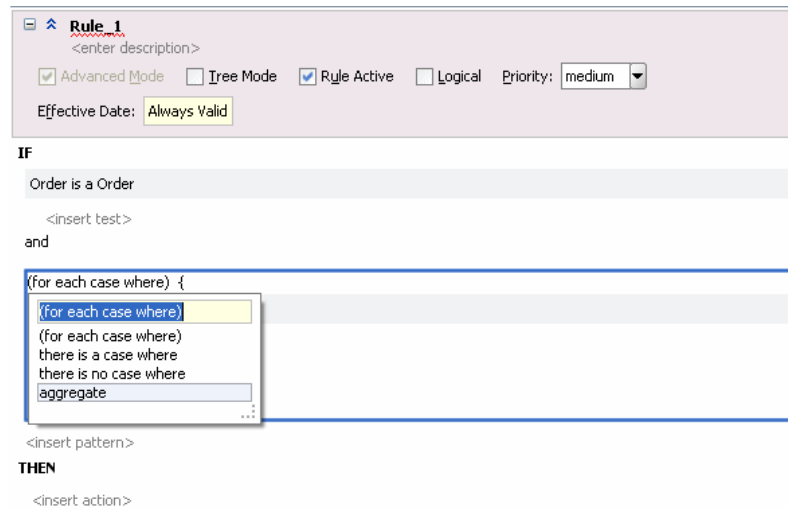 Rule_1
<enter description>
Advanced Mode Tree Mode Rule Active Logical Priority: medium
Effective Date: Always Valid
IF
Order is a Order
<insert test>
and
(for each case where) {
(for each case where)
(for each case where)
there is a case where
there is no case where
aggregate
<insert pattern>
THEN
<insert action>